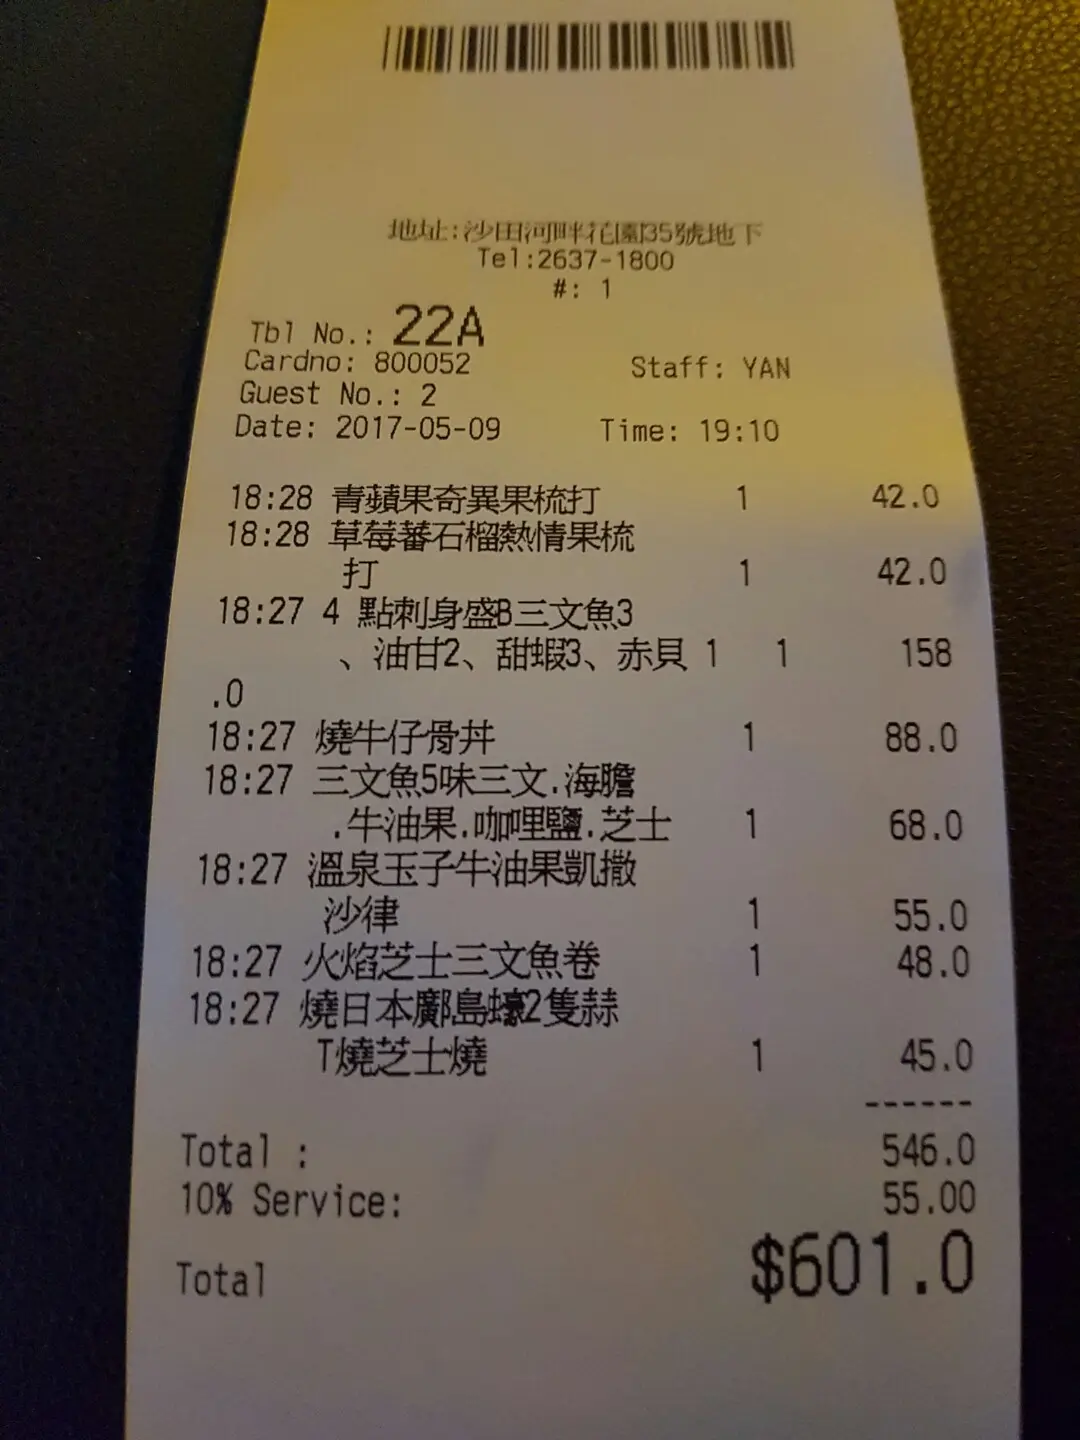 地址:沙田河畔花園35號地下
Tel:2637-1800
#: 1
Tbl No.: 22A
Cardno: 800052 Staff: YAN
Guest No.: 2
Date: 2017-05-09 Time: 19:10
18:28 青蘋果奇異果梳打 1 42.0
18:28 草莓蕃石榴熱情果梳
打 1 42.0
18:27 4 點刺身盛B三文魚3
、油甘2、甜蝦3、赤貝 1 1 158
.0
18:27 燒牛仔骨丼 1 88.0
18:27 三文魚5味三文.海膽
.牛油果.咖哩鹽.芝士 1 68.0
18:27 溫泉玉子牛油果凱撒
沙律 1 55.0
18:27 火焰芝士三文魚卷 1 48.0
18:27 燒日本廣島蠔2隻蒜
T燒芝士燒 1 45.0
------
Total : 546.0
10% Service: 55.00
Total $601.0